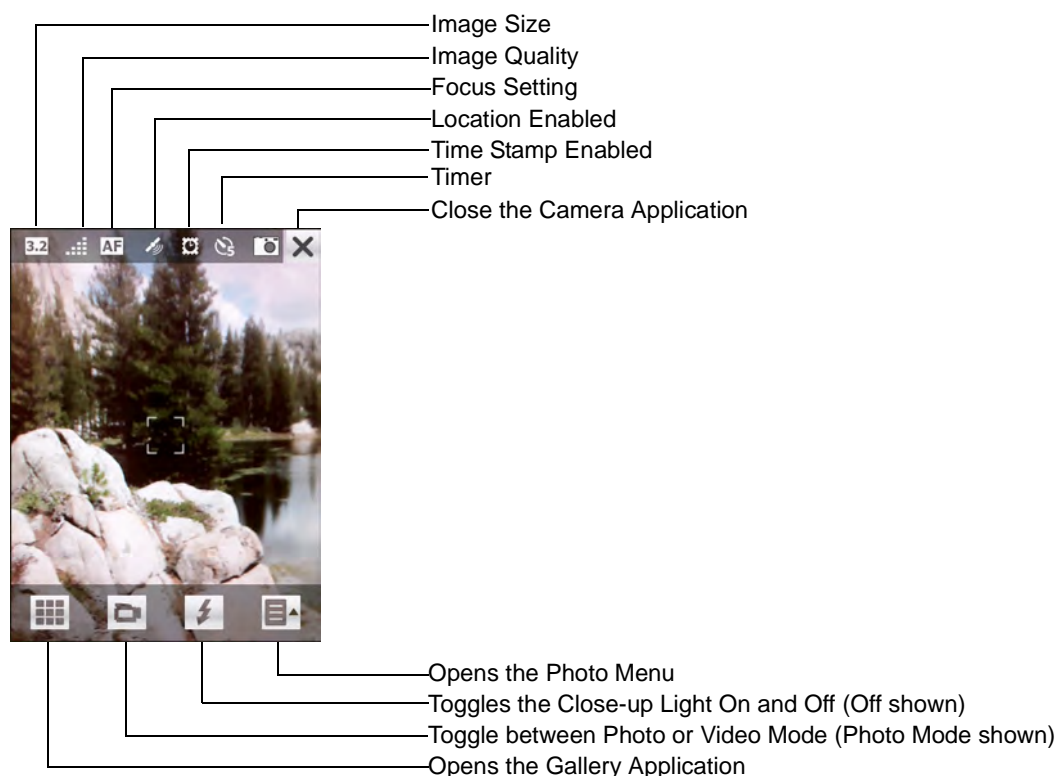 Image Size
Image Quality
Focus Setting
Location Enabled
Time Stamp Enabled
Timer
Close the Camera Application
3.2 AF S
Opens the Photo Menu
Toggles the Close-up Light On and Off (Off shown)
Toggle between Photo or Video Mode (Photo Mode shown)
Opens the Gallery Application